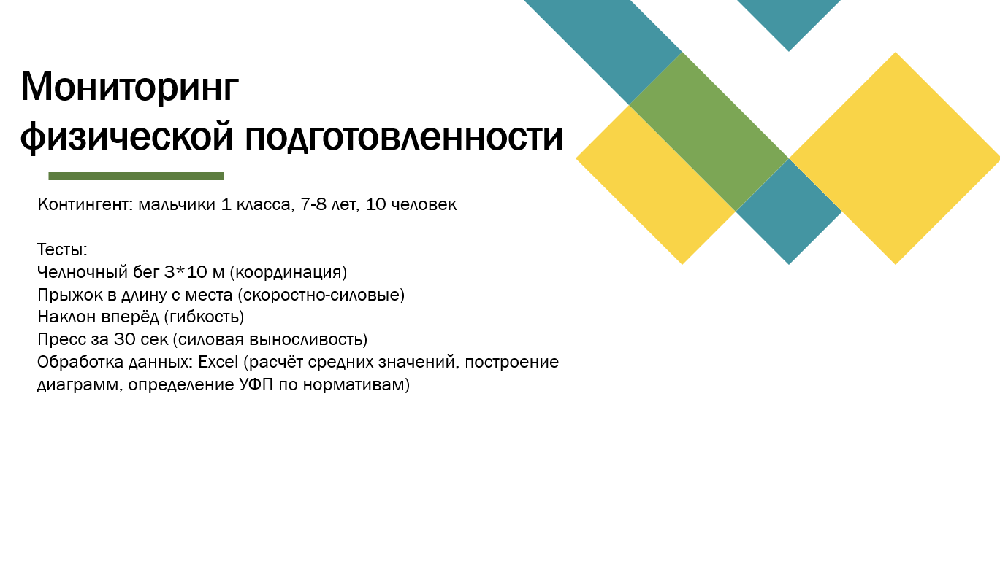 Мониторинг
физической подготовленности
Контингент: мальчики 1 класса, 7-8 лет, 10 человек
Тесты:
Челночный бег 3*10 м (координация)
Прыжок в длину с места (скоростно-силовые)
Наклон вперёд (гибкость)
Пресс за 30 сек (силовая выносливость)
Обработка данных: Excel (расчёт средних значений, построение
диаграмм, определение УФП по нормативам)